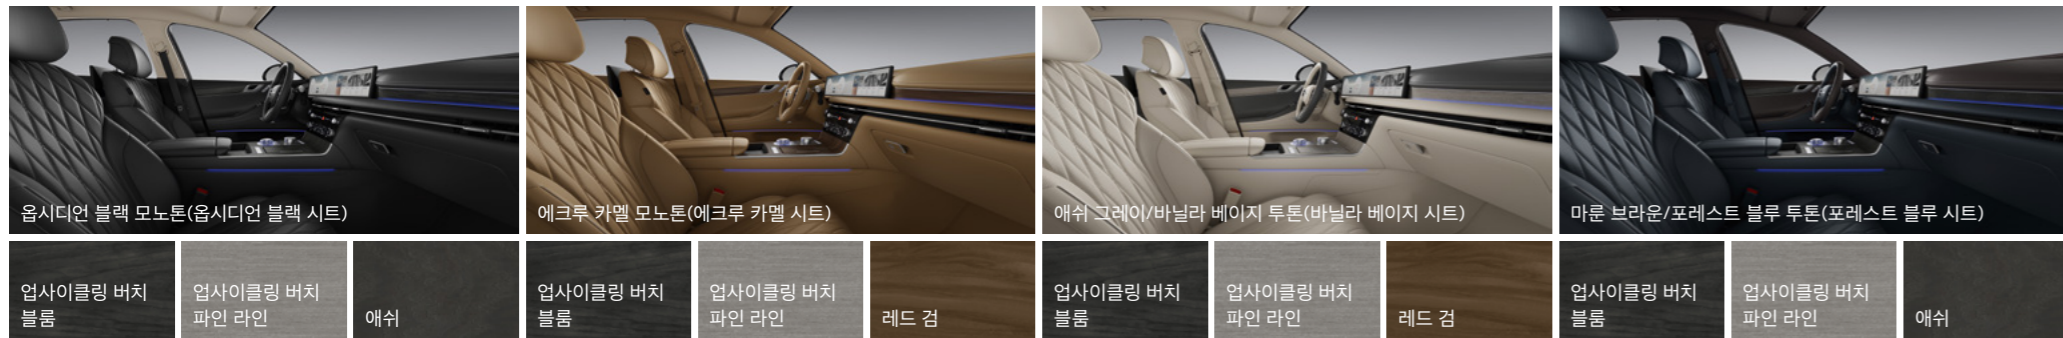 옵시디언 블랙 모노톤(옵시디언 블랙 시트)
업사이클링 버치
블룸
업사이클링 버치
파인 라인
애쉬
에크루 카멜 모노톤(에크루 카멜 시트)
업사이클링 버치
블룸
업사이클링 버치
파인 라인
레드 검
애쉬 그레이/바닐라 베이지 투톤(바닐라 베이지 시트)
업사이클링 버치
블룸
업사이클링 버치
파인 라인
레드 검
마룬 브라운/포레스트 블루 투톤(포레스트 블루 시트)
업사이클링 버치
블룸
업사이클링 버치
파인 라인
애쉬